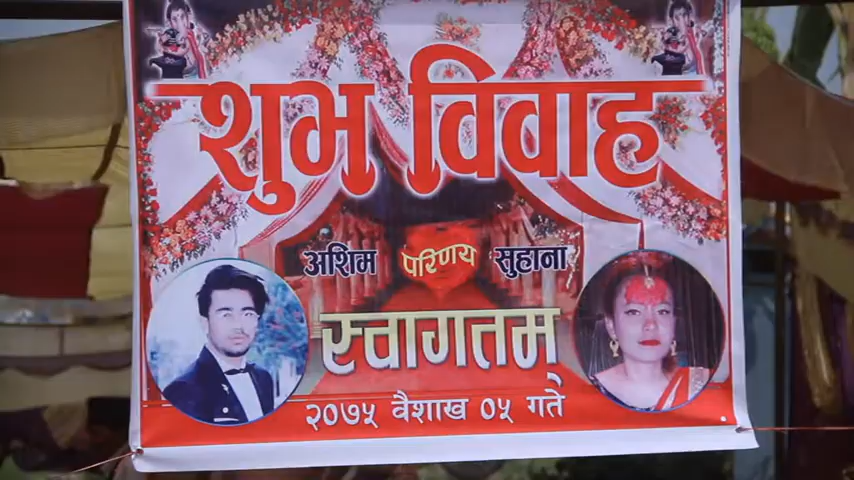 शुभ विवाह
अशिम परिणय सुहाना
स्वागतम्
२०७५ बैशाख ०५ गते